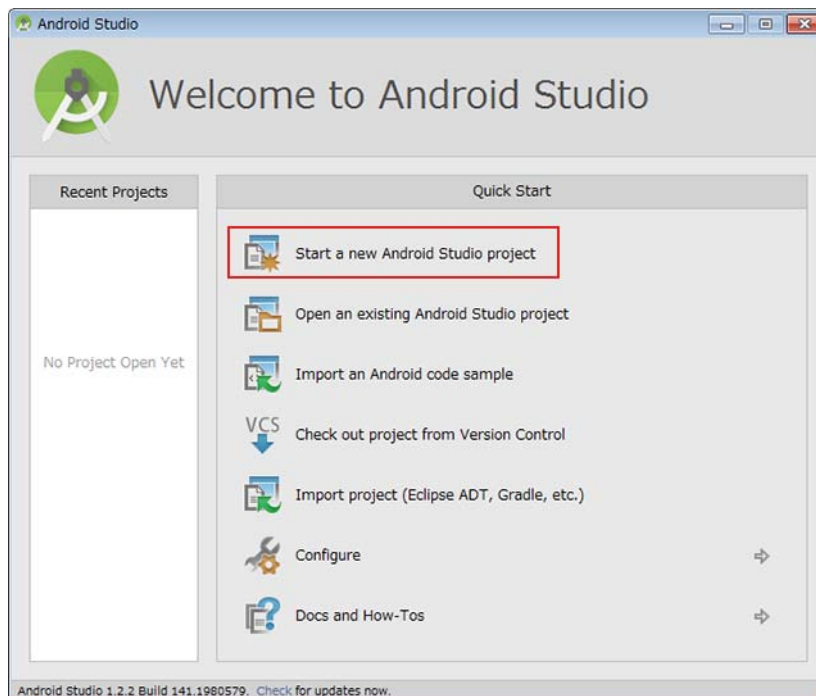 Android Studio
Welcome to Android Studio
Recent Projects
No Project Open Yet
Quick Start
Start a new Android Studio project
Open an existing Android Studio project
Import an Android code sample
VCS
Check out project from Version Control
Import project (Eclipse ADT, Gradle, etc.)
Configure
Docs and How-Tos
Android Studio 1.2.2 Build 141.1980579. Check for updates now.